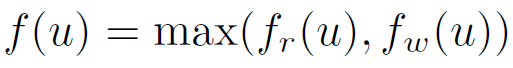 f(u) = max(f_r(u), f_w(u))